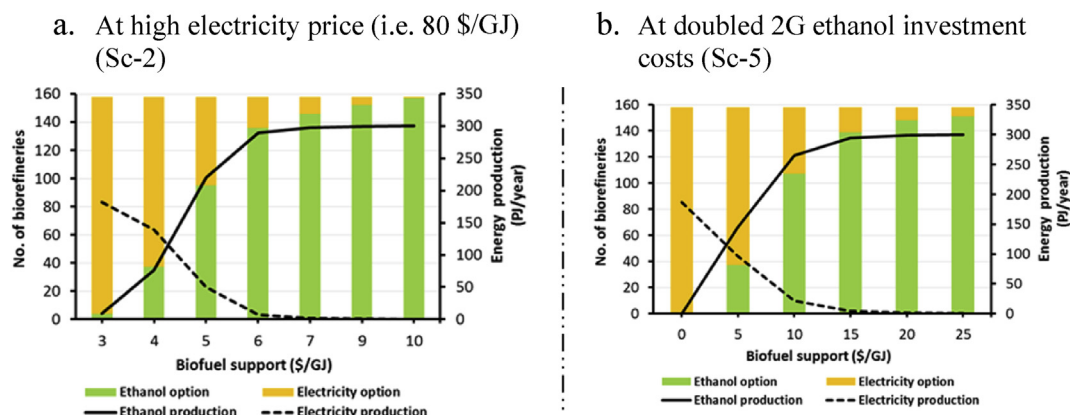 a. At high electricity price (i.e. 80 $/GJ)
(Sc-2)
160
140
120
100
80
60
40
20
0
No. of biorefineries
350
300
250
200
150
100
50
0
Energy production
(PJ/year)
3 4 5 6 7 9 10
Biofuel support ($/GJ)
Ethanol option Electricity option
Ethanol production Electricity production
b. At doubled 2G ethanol investment
costs (Sc-5)
160
140
120
100
80
60
40
20
0
No. of biorefineries
350
300
250
200
150
100
50
0
Energy production
(PJ/year)
0 5 10 15 20 25
Biofuel support ($/GJ)
Ethanol option Electricity option
Ethanol production Electricity production